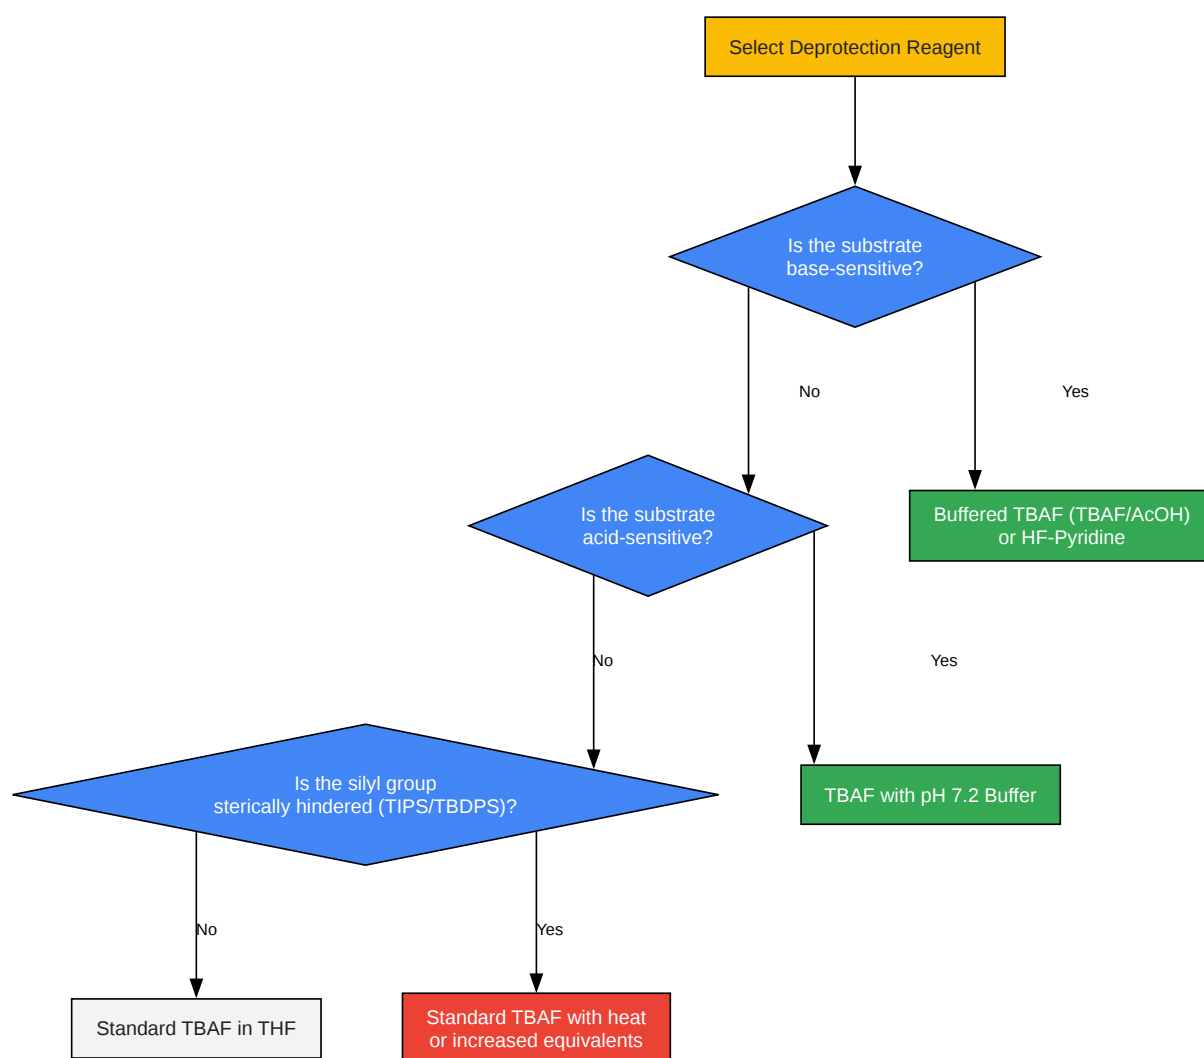 Select Deprotection Reagent
Is the substrate
base-sensitive?
No
Yes
Is the substrate
acid-sensitive?
Buffered TBAF (TBAF/AcOH)
or HF-Pyridine
No
Yes
Is the silyl group
sterically hindered (TIPS/TBDPS)?
TBAF with pH 7.2 Buffer
No
Yes
Standard TBAF in THF
Standard TBAF with heat
or increased equivalents